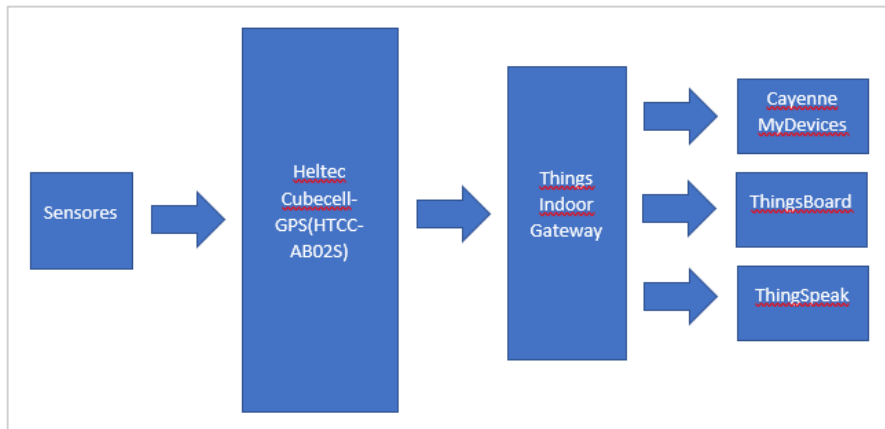 Sensores
Heltec
Cubecell-
GPS(HTCC-
AB02S)
Things
Indoor
Gateway
Cayenne
MyDevices
ThingsBoard
ThingSpeak